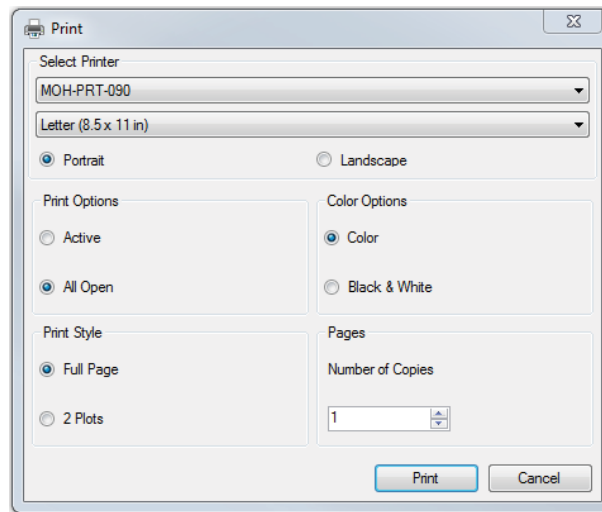 Print
Select Printer
MOH-PRT-090
Letter (8.5 x 11 in)
Portrait
Landscape
Print Options
Active
All Open
Color Options
Color
Black & White
Print Style
Full Page
2 Plots
Pages
Number of Copies
1
Print
Cancel